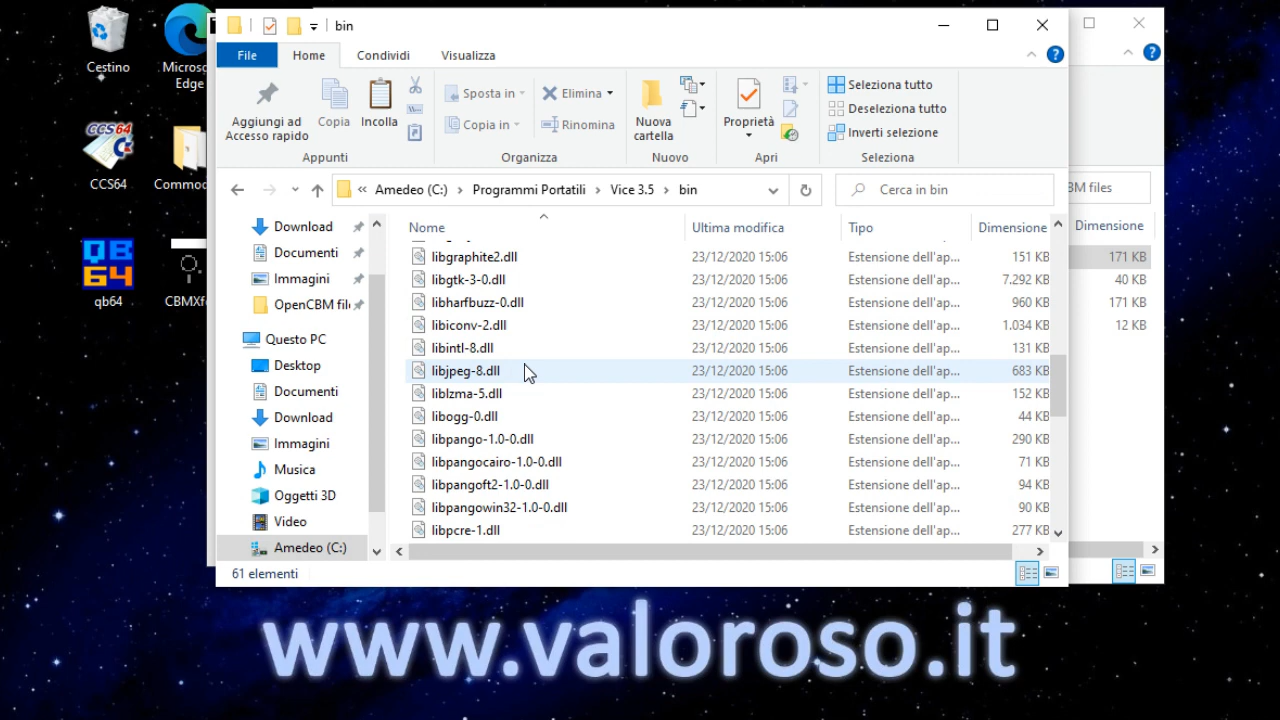 Cestino
Edge
CCS64
qb64
bin
File
Home
Condividi
Visualizza
Aggiungi ad
Accesso rapido
Copia
Incolla
Appunti
Sposta in
Copia in
Elimina
Rinomina
Organizza
Nuova
cartella
Nuovo
Proprietà
Apri
Seleziona tutto
Deseleziona tutto
Inverti selezione
Seleziona
« Amedeo (C:) > Programmi Portatili > Vice 3.5 > bin
Cerca in bin
files
Download
Documenti
Immagini
OpenCBM
Questo PC
Desktop
Documenti
Download
Immagini
Musica
Oggetti 3D
Video
Amedeo (C:)
Nome Ultima modifica Tipo Dimensione
libgraphite2.dll 23/12/2020 15:06 Estensione dell'ap... 151 KB
libgtk-3-0.dll 23/12/2020 15:06 Estensione dell'ap... 7.292 KB
libharfbuzz-0.dll 23/12/2020 15:06 Estensione dell'ap... 960 KB
libiconv-2.dll 23/12/2020 15:06 Estensione dell'ap... 1.034 KB
libintl-8.dll 23/12/2020 15:06 Estensione dell'ap... 131 KB
libjpeg-8.dll 23/12/2020 15:06 Estensione dell'ap... 683 KB
liblzma-5.dll 23/12/2020 15:06 Estensione dell'ap... 152 KB
libogg-0.dll 23/12/2020 15:06 Estensione dell'ap... 44 KB
libpango-1.0-0.dll 23/12/2020 15:06 Estensione dell'ap... 290 KB
libpangocairo-1.0-0.dll 23/12/2020 15:06 Estensione dell'ap... 71 KB
libpangoft2-1.0-0.dll 23/12/2020 15:06 Estensione dell'ap... 94 KB
libpangowin32-1.0-0.dll 23/12/2020 15:06 Estensione dell'ap... 90 KB
libpcre-1.dll 23/12/2020 15:06 Estensione dell'ap... 277 KB
Dimensione
171 KB
40 KB
171 KB
12 KB
61 elementi
www.valoroso.it